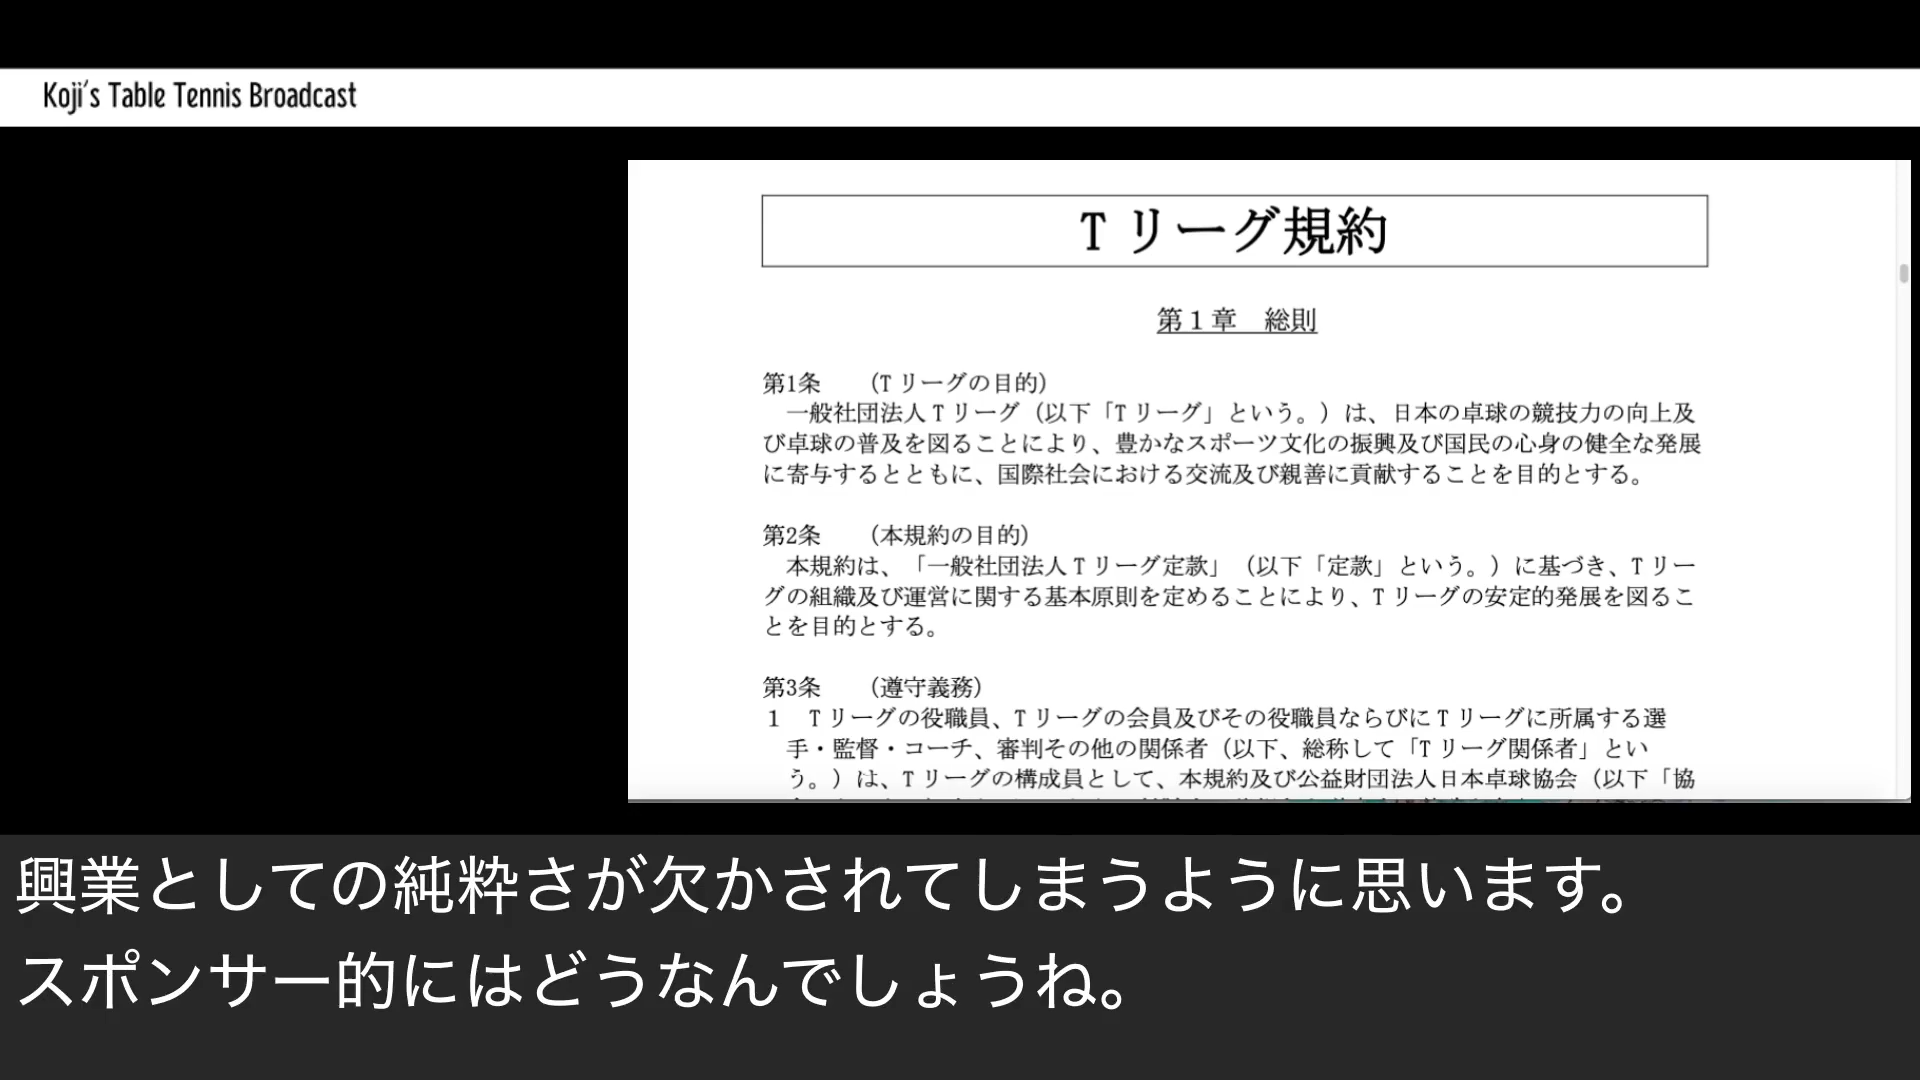 Koji's Table Tennis Broadcast
T リーグ規約
第1章　総則
第1条　　（T リーグの目的）
一般社団法人T リーグ（以下「T リーグ」という。）は、日本の卓球の競技力の向上及
び卓球の普及を図ることにより、豊かなスポーツ文化の振興及び国民の心身の健全な発展
に寄与するとともに、国際社会における交流及び親善に貢献することを目的とする。
第2条　　（本規約の目的）
本規約は、「一般社団法人T リーグ定款」（以下「定款」という。）に基づき、T リー
グの組織及び運営に関する基本原則を定めることにより、T リーグの安定的発展を図るこ
とを目的とする。
第3条　　（遵守義務）
1　T リーグの役職員、T リーグの会員及びその役職員ならびにT リーグに所属する選
手・監督・コーチ、審判その他の関係者（以下、総称して「T リーグ関係者」とい
う。）は、T リーグの構成員として、本規約及び公益財団法人日本卓球協会（以下「協
興業としての純粋さが欠かされてしまうように思います。
スポンサー的にはどうなんでしょうね。